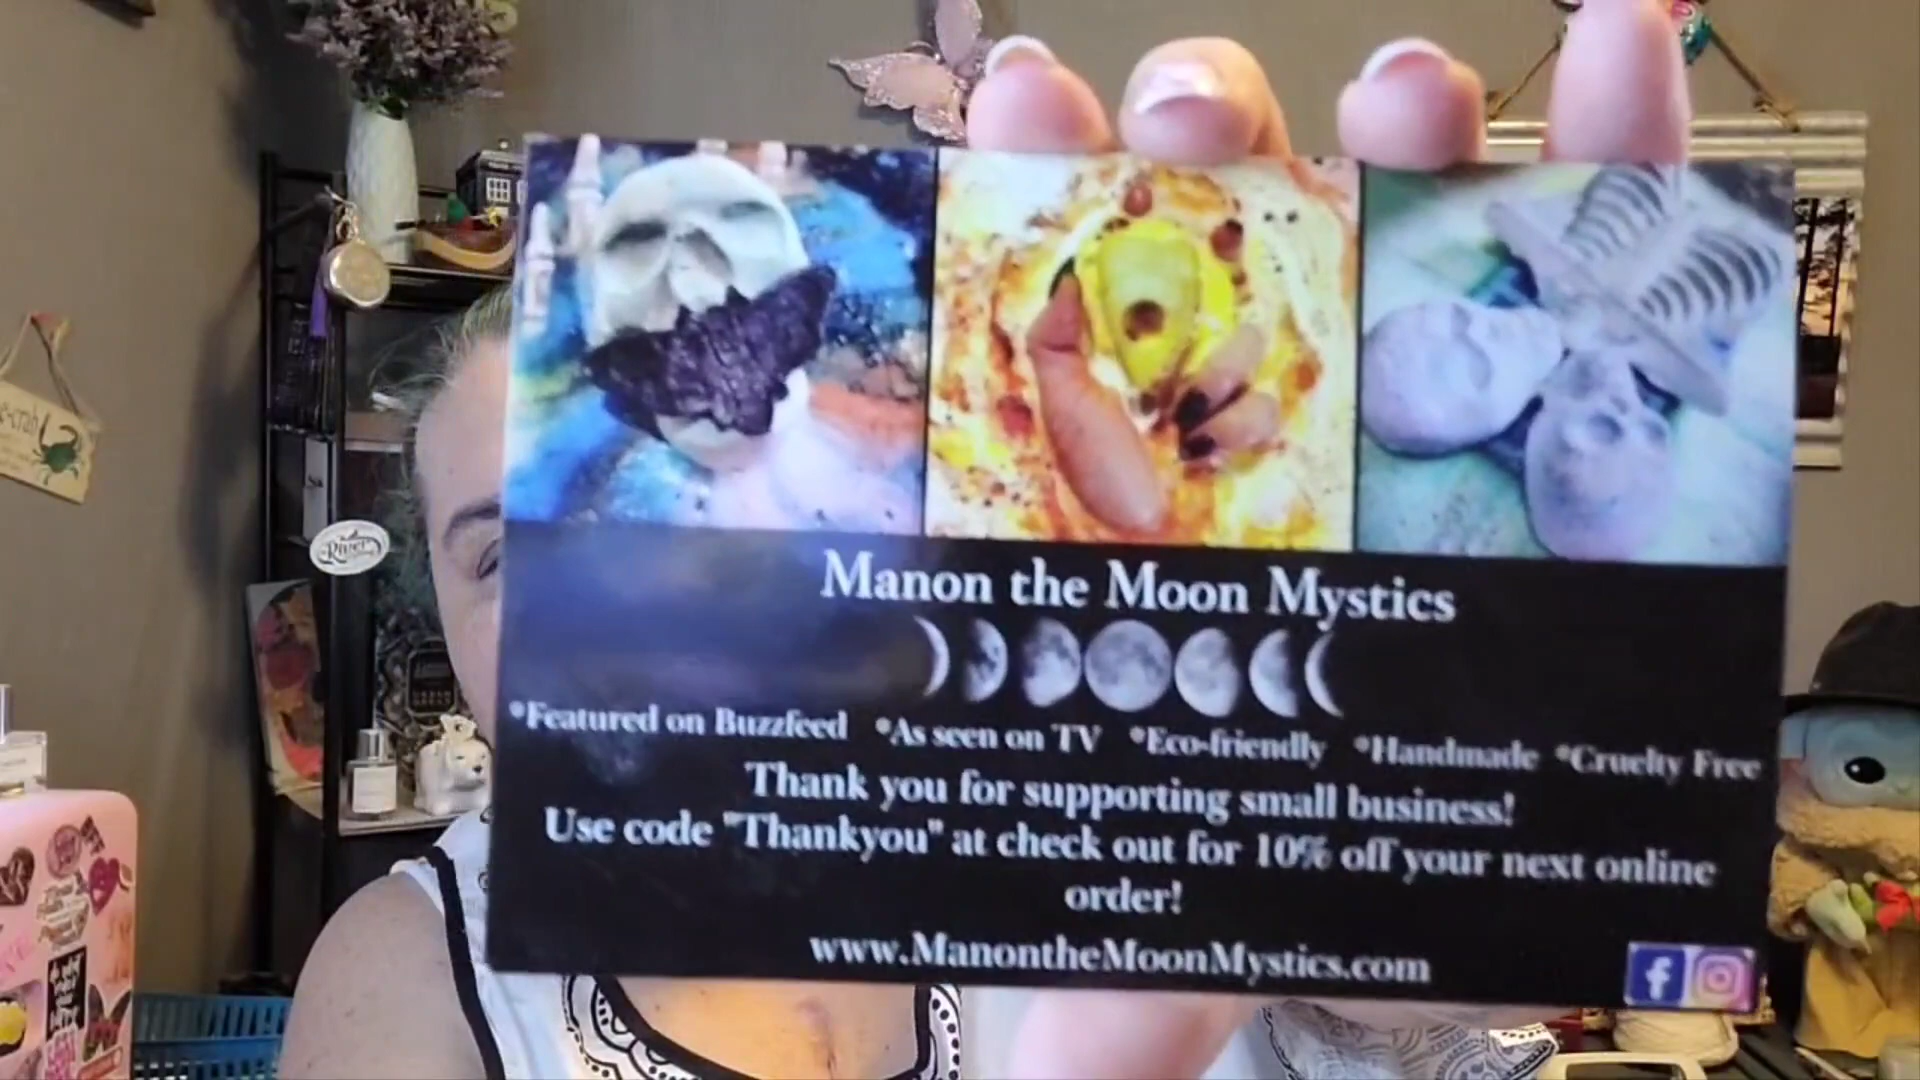 Manon the Moon Mystics
*Featured on Buzzfeed *As seen on TV *Eco-friendly *Handmade *Cruelty Free
Thank you for supporting small business!
Use code "Thankyou" at check out for 10% off your next online
order!
www.ManontheMoonMystics.com
River